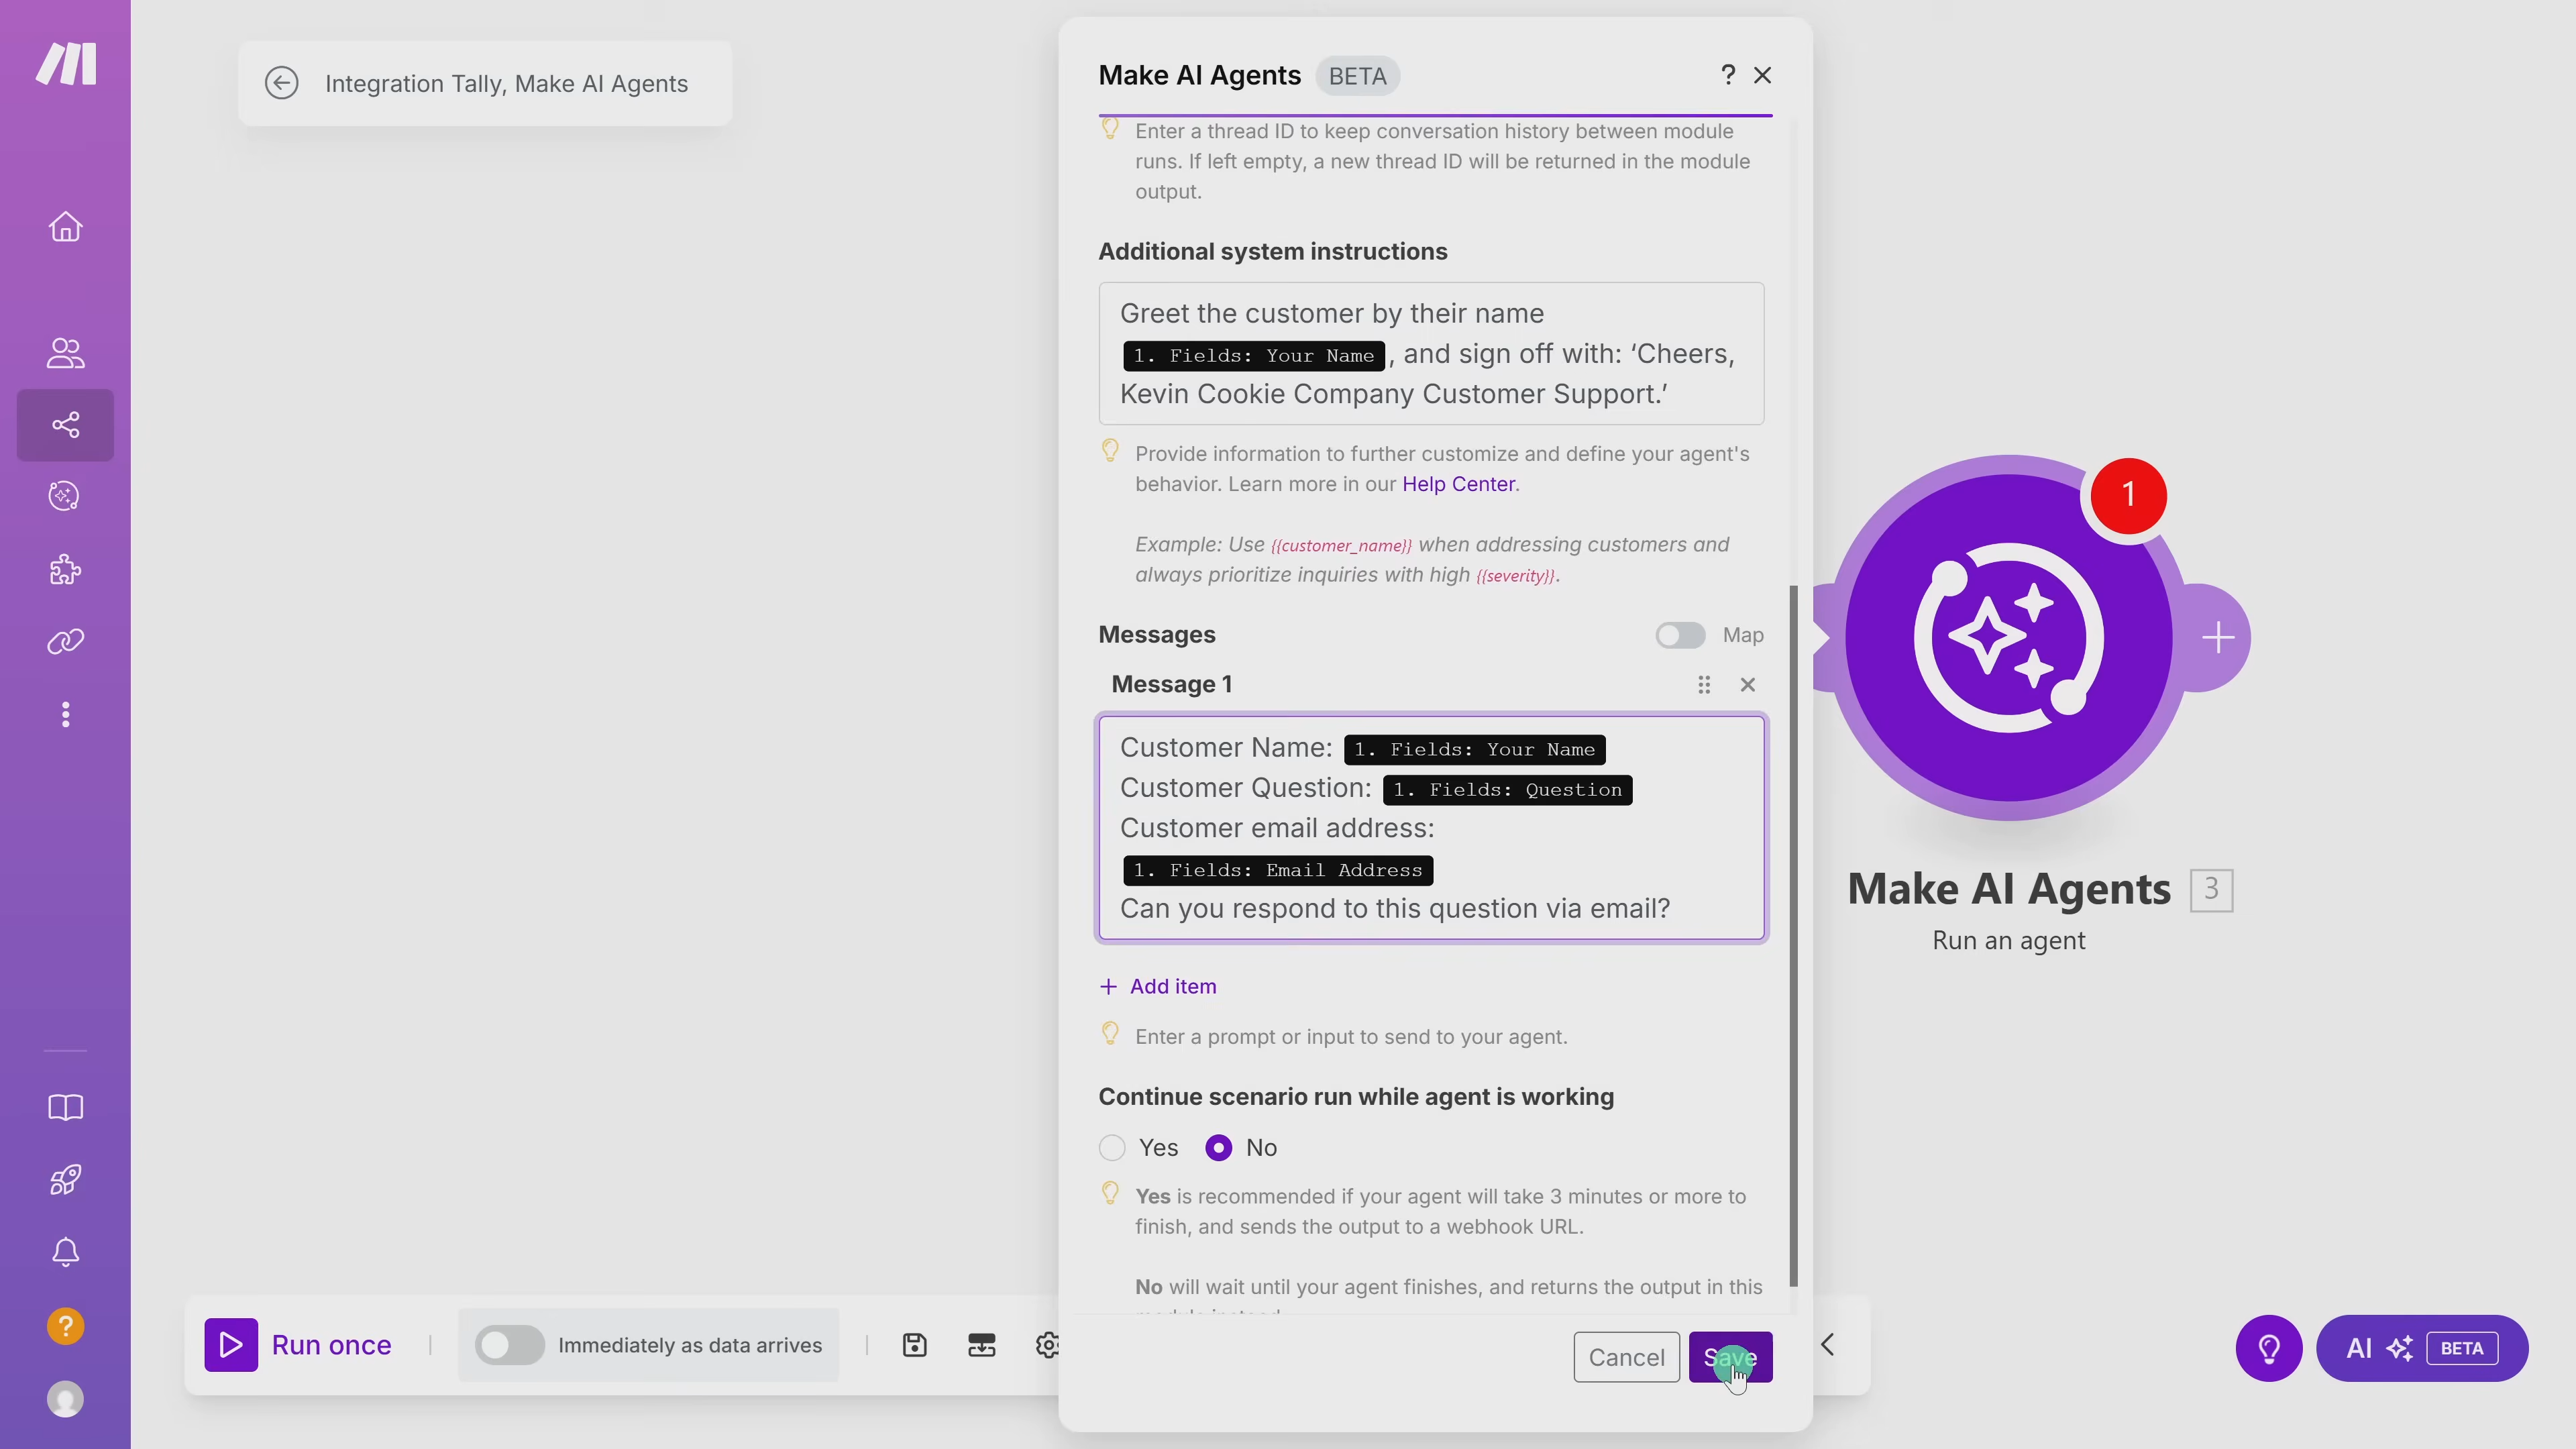 Integration Tally, Make AI Agents
Make AI Agents BETA ?
Enter a thread ID to keep conversation history between module
runs. If left empty, a new thread ID will be returned in the module
output.
Additional system instructions
Greet the customer by their name
1. Fields: Your Name , and sign off with: ‘Cheers,
Kevin Cookie Company Customer Support.’
Provide information to further customize and define your agent's
behavior. Learn more in our Help Center.
Example: Use {{customer_name}} when addressing customers and
always prioritize inquiries with high {{severity}}.
Messages Map
Message 1
Customer Name: 1. Fields: Your Name
Customer Question: 1. Fields: Question
Customer email address:
1. Fields: Email Address
Can you respond to this question via email?
+ Add item
Enter a prompt or input to send to your agent.
Continue scenario run while agent is working
Yes No
Yes is recommended if your agent will take 3 minutes or more to
finish, and sends the output to a webhook URL.
No will wait until your agent finishes, and returns the output in this
Cancel Save
1
Make AI Agents 3
Run an agent
?
Run once
Immediately as data arrives
AI BETA